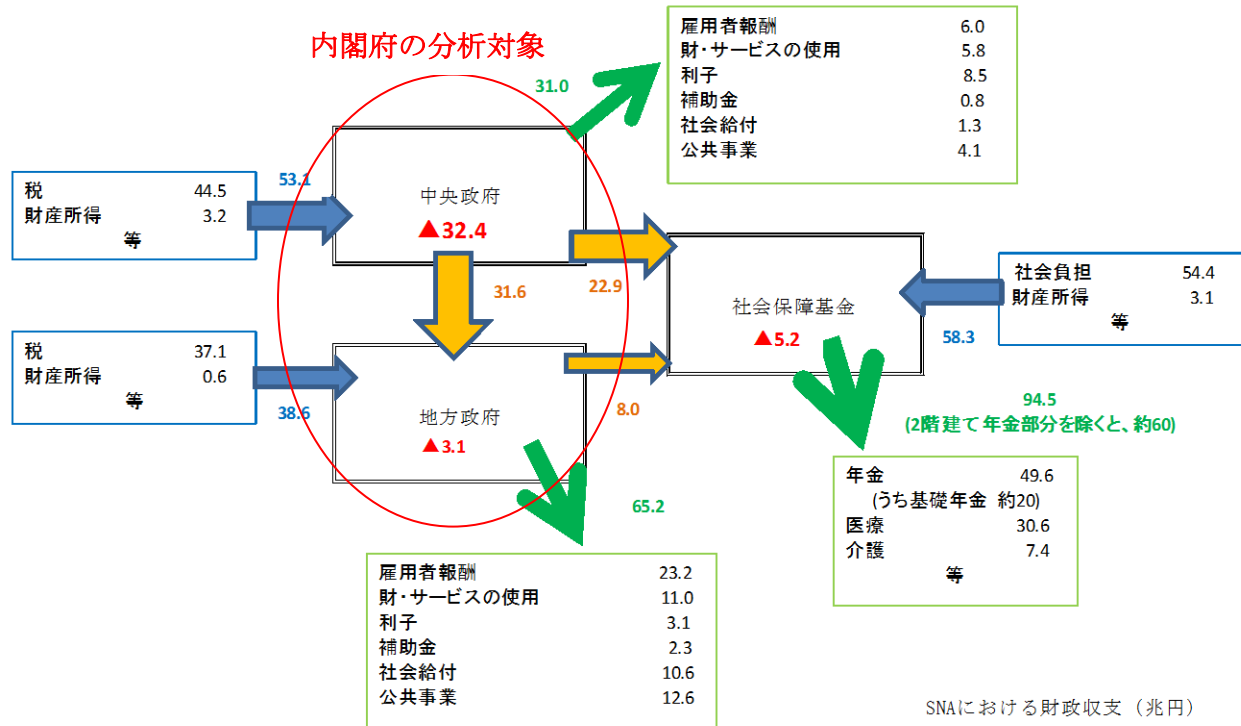 内閣府の分析対象
31.0
雇用者報酬 6.0
財・サービスの使用 5.8
利子 8.5
補助金 0.8
社会給付 1.3
公共事業 4.1
税 44.5
財産所得 3.2
等
53.1
中央政府
▲32.4
31.6
22.9
社会保障基金
▲5.2
社会負担 54.4
財産所得 3.1
等
58.3
税 37.1
財産所得 0.6
等
38.6
地方政府
▲3.1
8.0
65.2
94.5
(2階建て年金部分を除くと、約60)
年金 49.6
(うち基礎年金 約20)
医療 30.6
介護 7.4
等
雇用者報酬 23.2
財・サービスの使用 11.0
利子 3.1
補助金 2.3
社会給付 10.6
公共事業 12.6
SNAにおける財政収支（兆円）